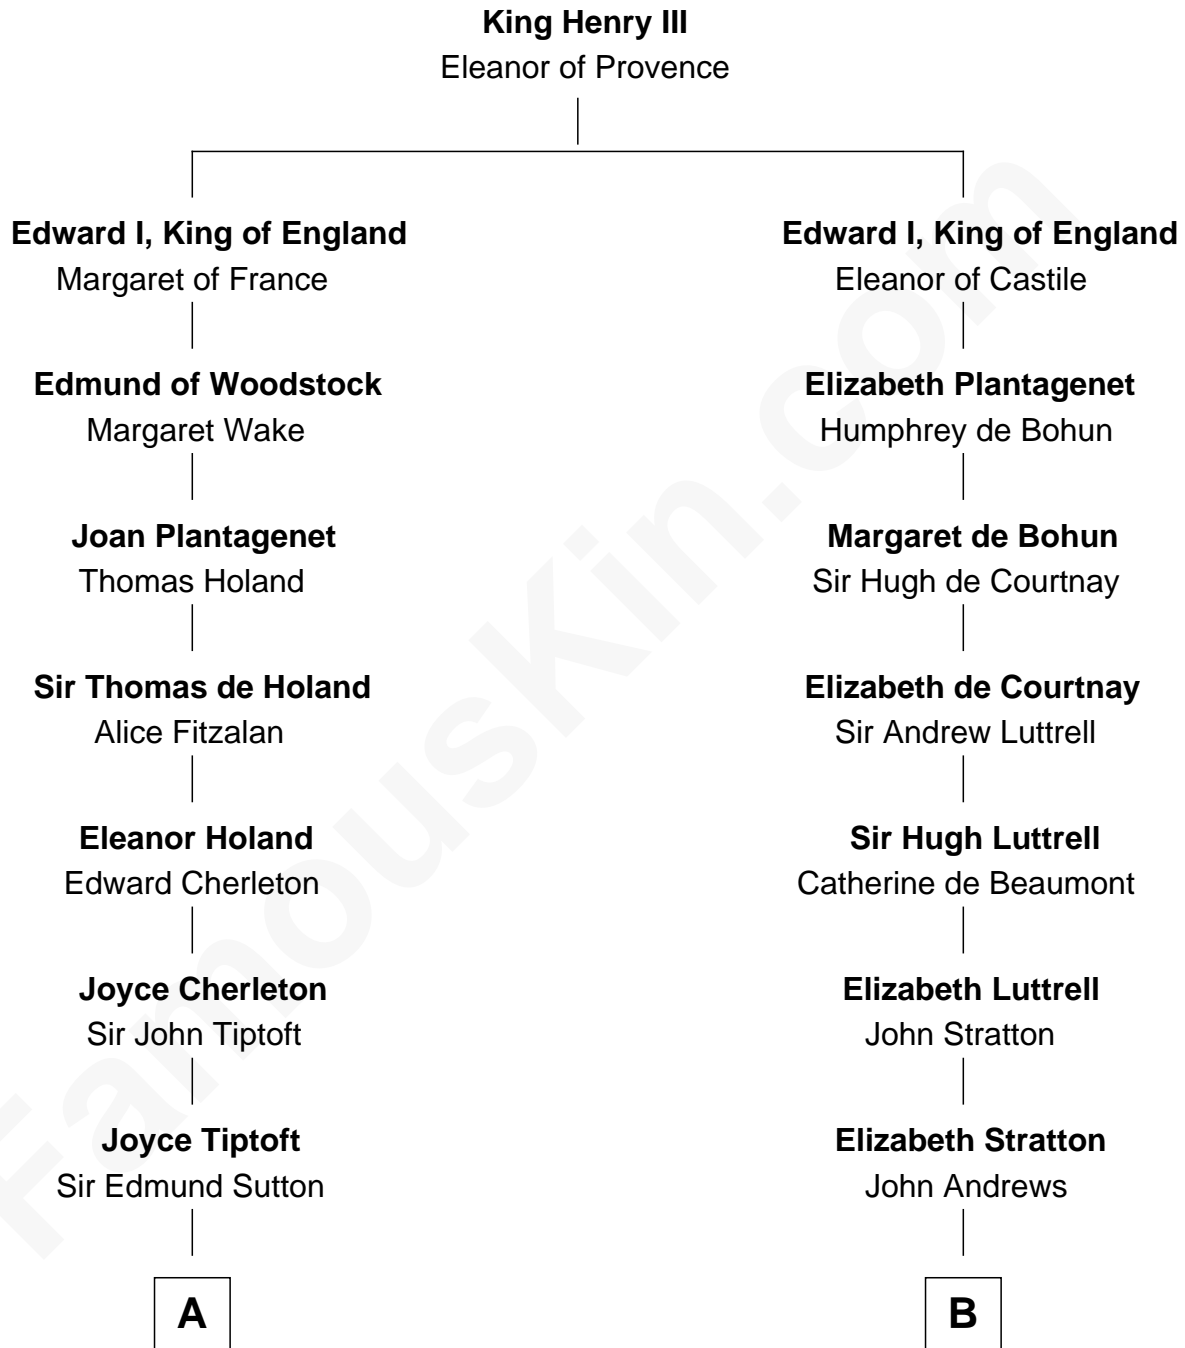 King Henry III
Eleanor of Provence
Edward I, King of England
Margaret of France
Edmund of Woodstock
Margaret Wake
Joan Plantagenet
Thomas Holand
Sir Thomas de Holand
Alice Fitzalan
Eleanor Holand
Edward Cherleton
Joyce Cherleton
Sir John Tiptoft
Joyce Tiptoft
Sir Edmund Sutton
A
Edward I, King of England
Eleanor of Castile
Elizabeth Plantagenet
Humphrey de Bohun
Margaret de Bohun
Sir Hugh de Courtnay
Elizabeth de Courtnay
Sir Andrew Luttrell
Sir Hugh Luttrell
Catherine de Beaumont
Elizabeth Luttrell
John Stratton
Elizabeth Stratton
John Andrews
B
FamousKin.com